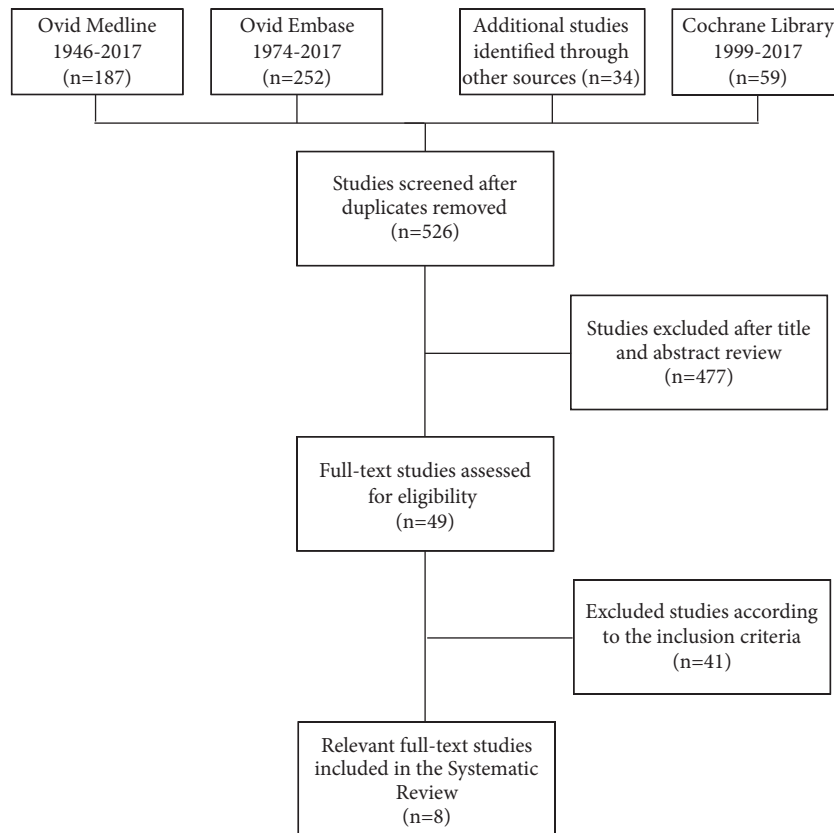 Ovid Medline
1946-2017
(n=187)
Ovid Embase
1974-2017
(n=252)
Additional studies
identified through
other sources (n=34)
Cochrane Library
1999-2017
(n=59)
Studies screened after
duplicates removed
(n=526)
Studies excluded after title
and abstract review
(n=477)
Full-text studies assessed
for eligibility
(n=49)
Excluded studies according
to the inclusion criteria
(n=41)
Relevant full-text studies
included in the Systematic
Review
(n=8)